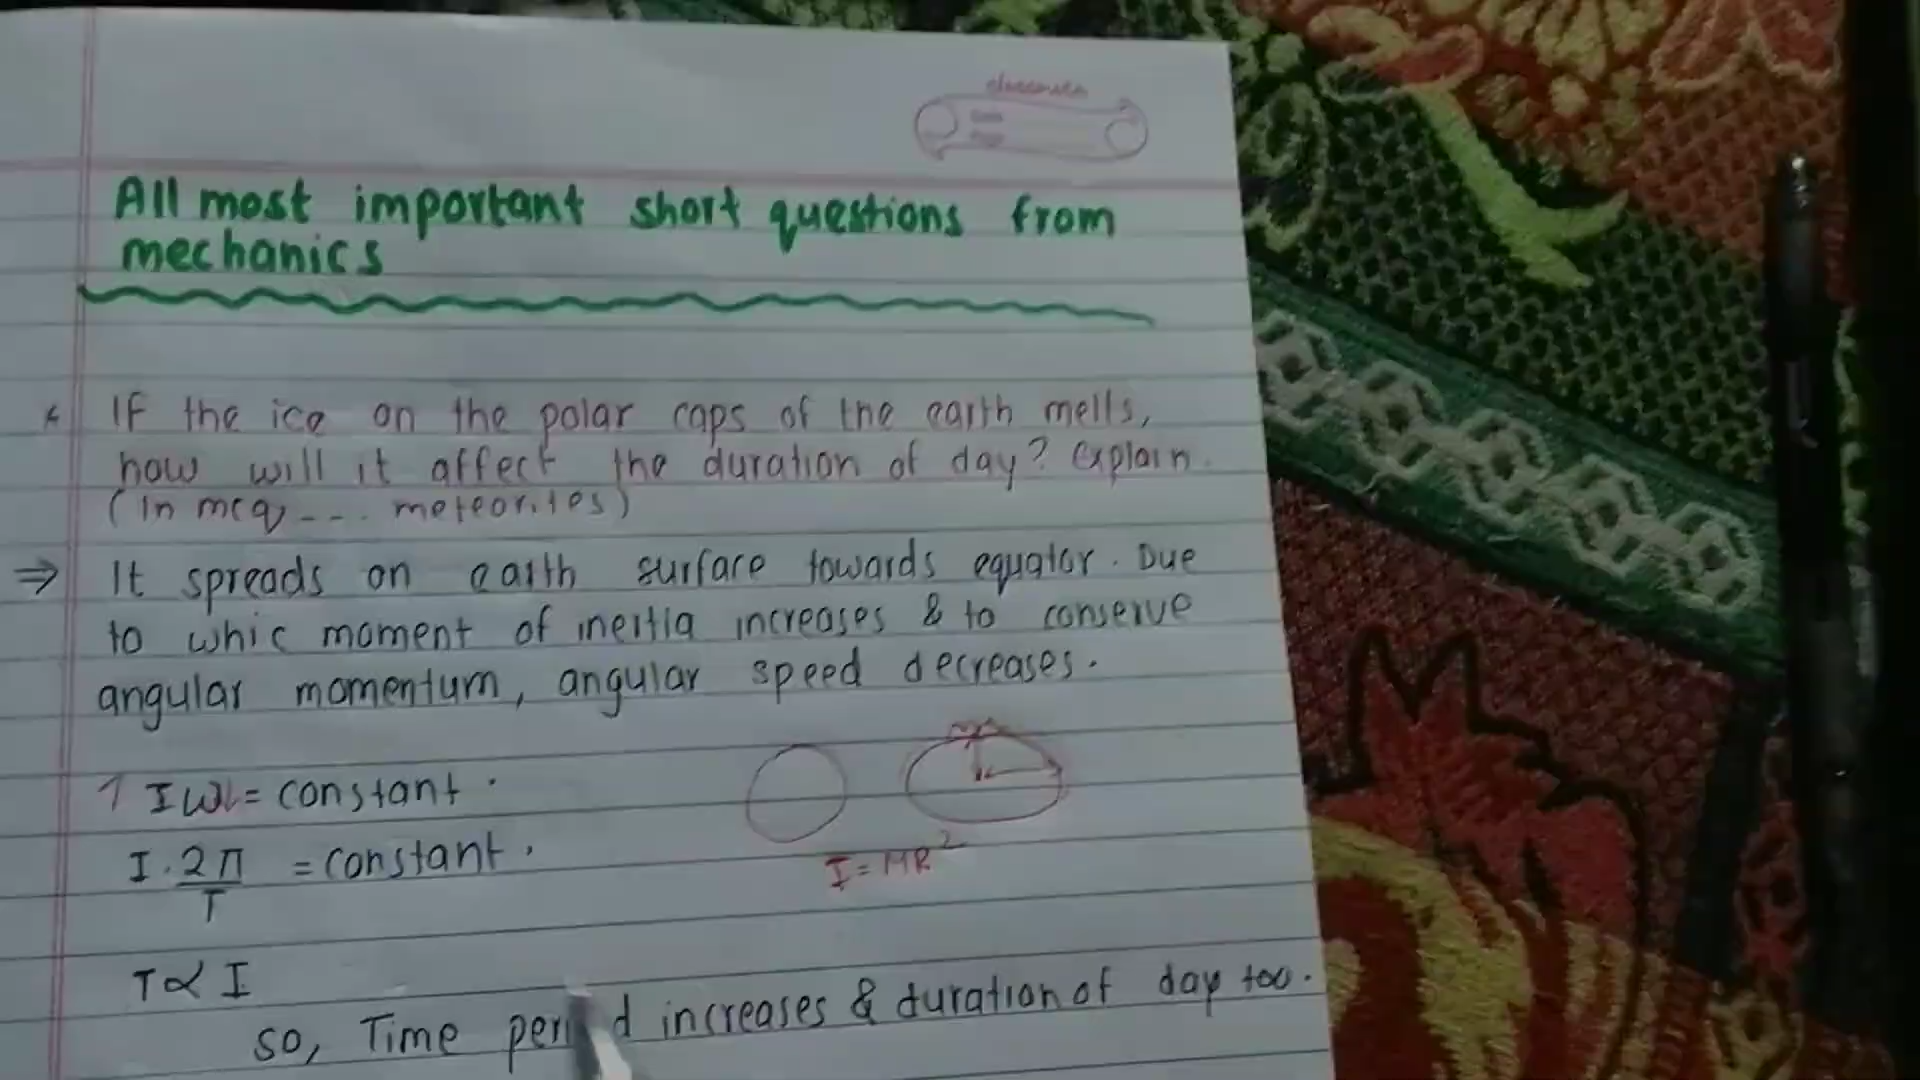 classmate
All most important short questions from
mechanics
If the ice on the polar caps of the earth melts,
how will it affect the duration of day? Explain.
(In mcq --- . meteorites)
⇒ It spreads on earth surface towards equator. Due
to whic moment of inertia increases & to conserve
angular momentum, angular speed decreases.
↑ I ω↓ = constant.
I . 2π/T = constant.
I = MR²
T ∝ I
so, Time period increases & duration of day too.